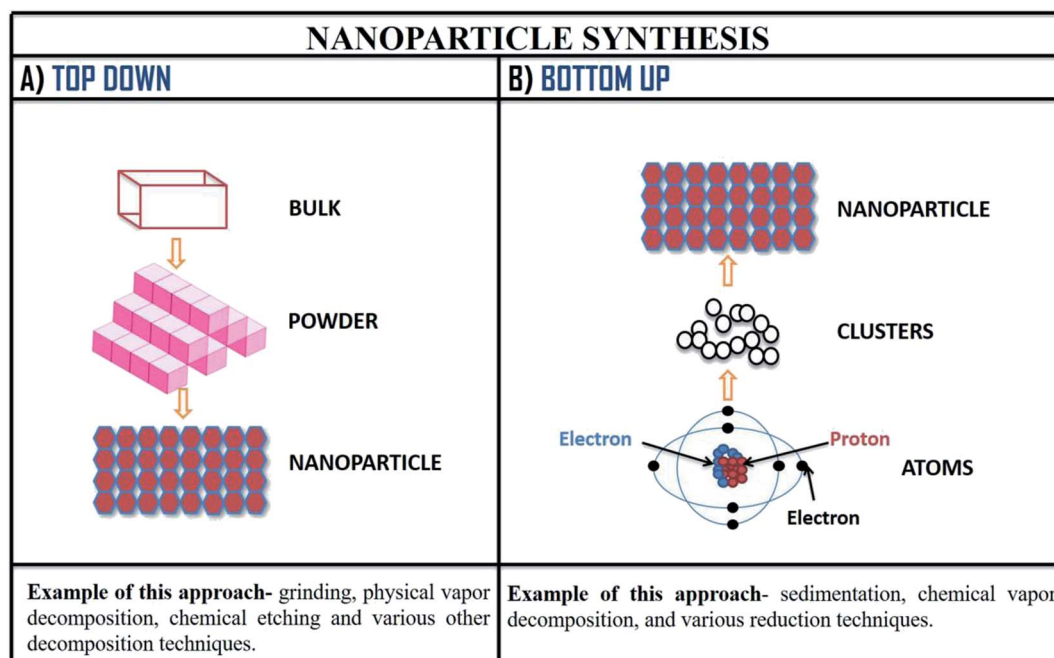 NANOPARTICLE SYNTHESIS
A) TOP DOWN
B) BOTTOM UP
BULK
POWDER
NANOPARTICLE
NANOPARTICLE
CLUSTERS
Electron
Proton
ATOMS
Electron
Example of this approach- grinding, physical vapor
decomposition, chemical etching and various other
decomposition techniques.
Example of this approach- sedimentation, chemical vapor
decomposition, and various reduction techniques.